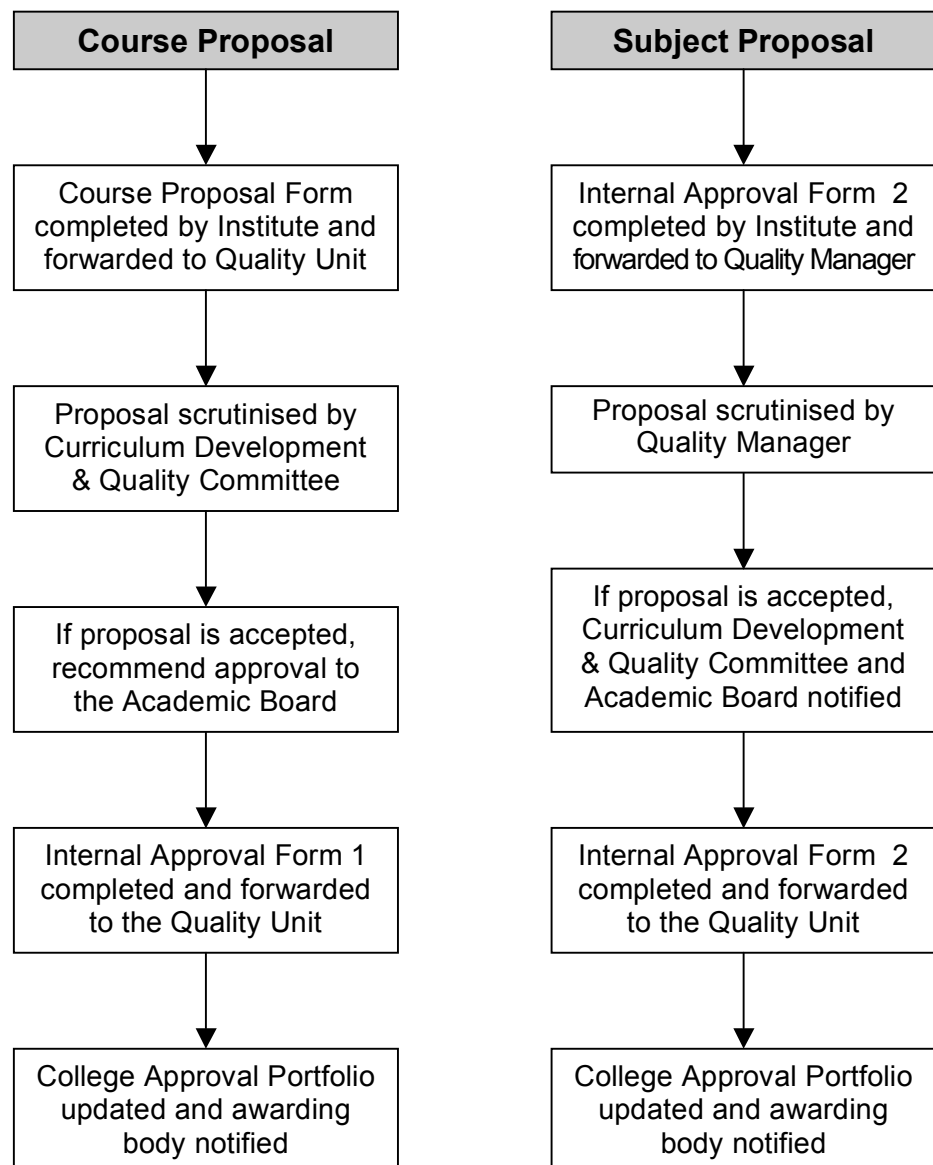 Course Proposal
Course Proposal Form
completed by Institute and
forwarded to Quality Unit
Proposal scrutinised by
Curriculum Development
& Quality Committee
If proposal is accepted,
recommend approval to
the Academic Board
Internal Approval Form 1
completed and forwarded
to the Quality Unit
College Approval Portfolio
updated and awarding
body notified
Subject Proposal
Internal Approval Form 2
completed by Institute and
forwarded to Quality Manager
Proposal scrutinised by
Quality Manager
If proposal is accepted,
Curriculum Development
& Quality Committee and
Academic Board notified
Internal Approval Form 2
completed and forwarded
to the Quality Unit
College Approval Portfolio
updated and awarding
body notified